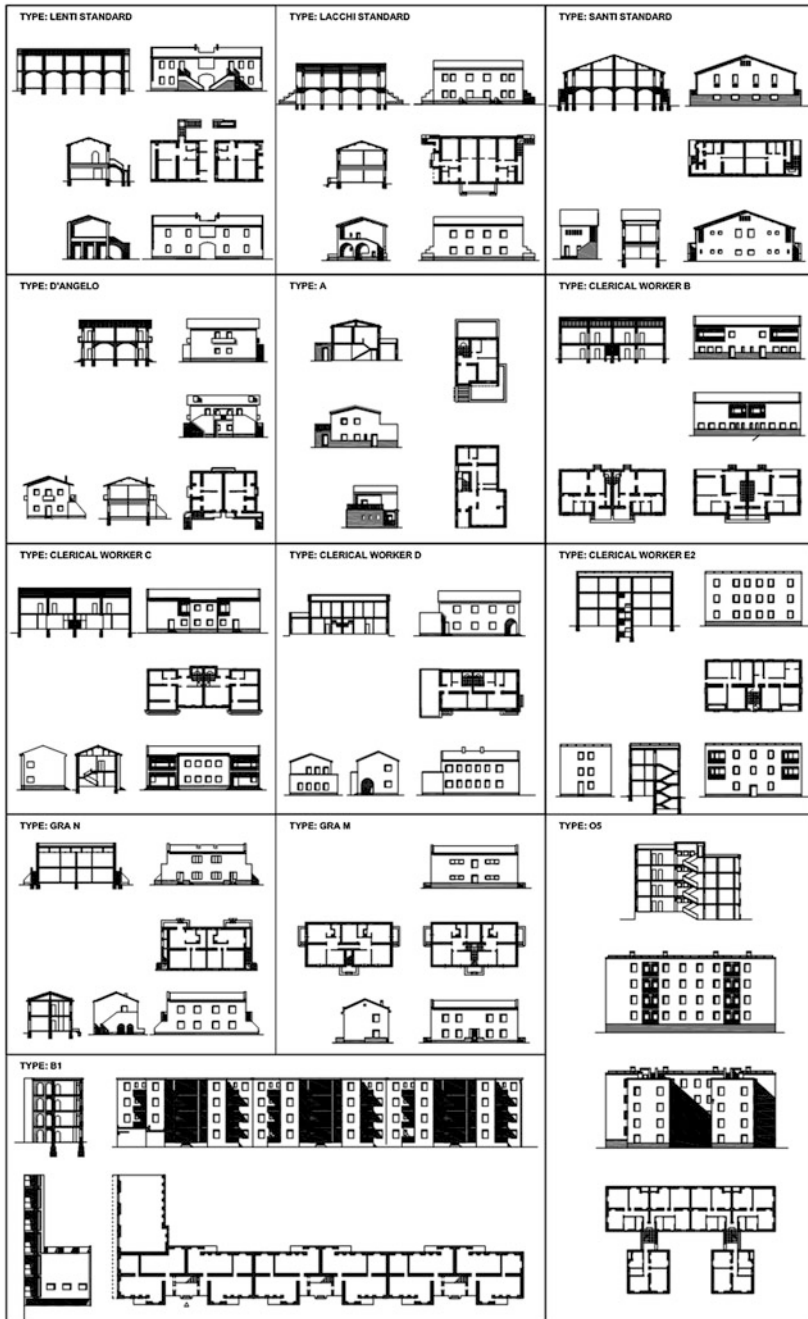 TYPE: LENTI STANDARD
TYPE: LACCHI STANDARD
TYPE: SANTI STANDARD
TYPE: D'ANGELO
TYPE: A
TYPE: CLERICAL WORKER B
TYPE: CLERICAL WORKER C
TYPE: CLERICAL WORKER D
TYPE: CLERICAL WORKER E2
TYPE: GRA N
TYPE: GRA M
TYPE: O5
TYPE: B1